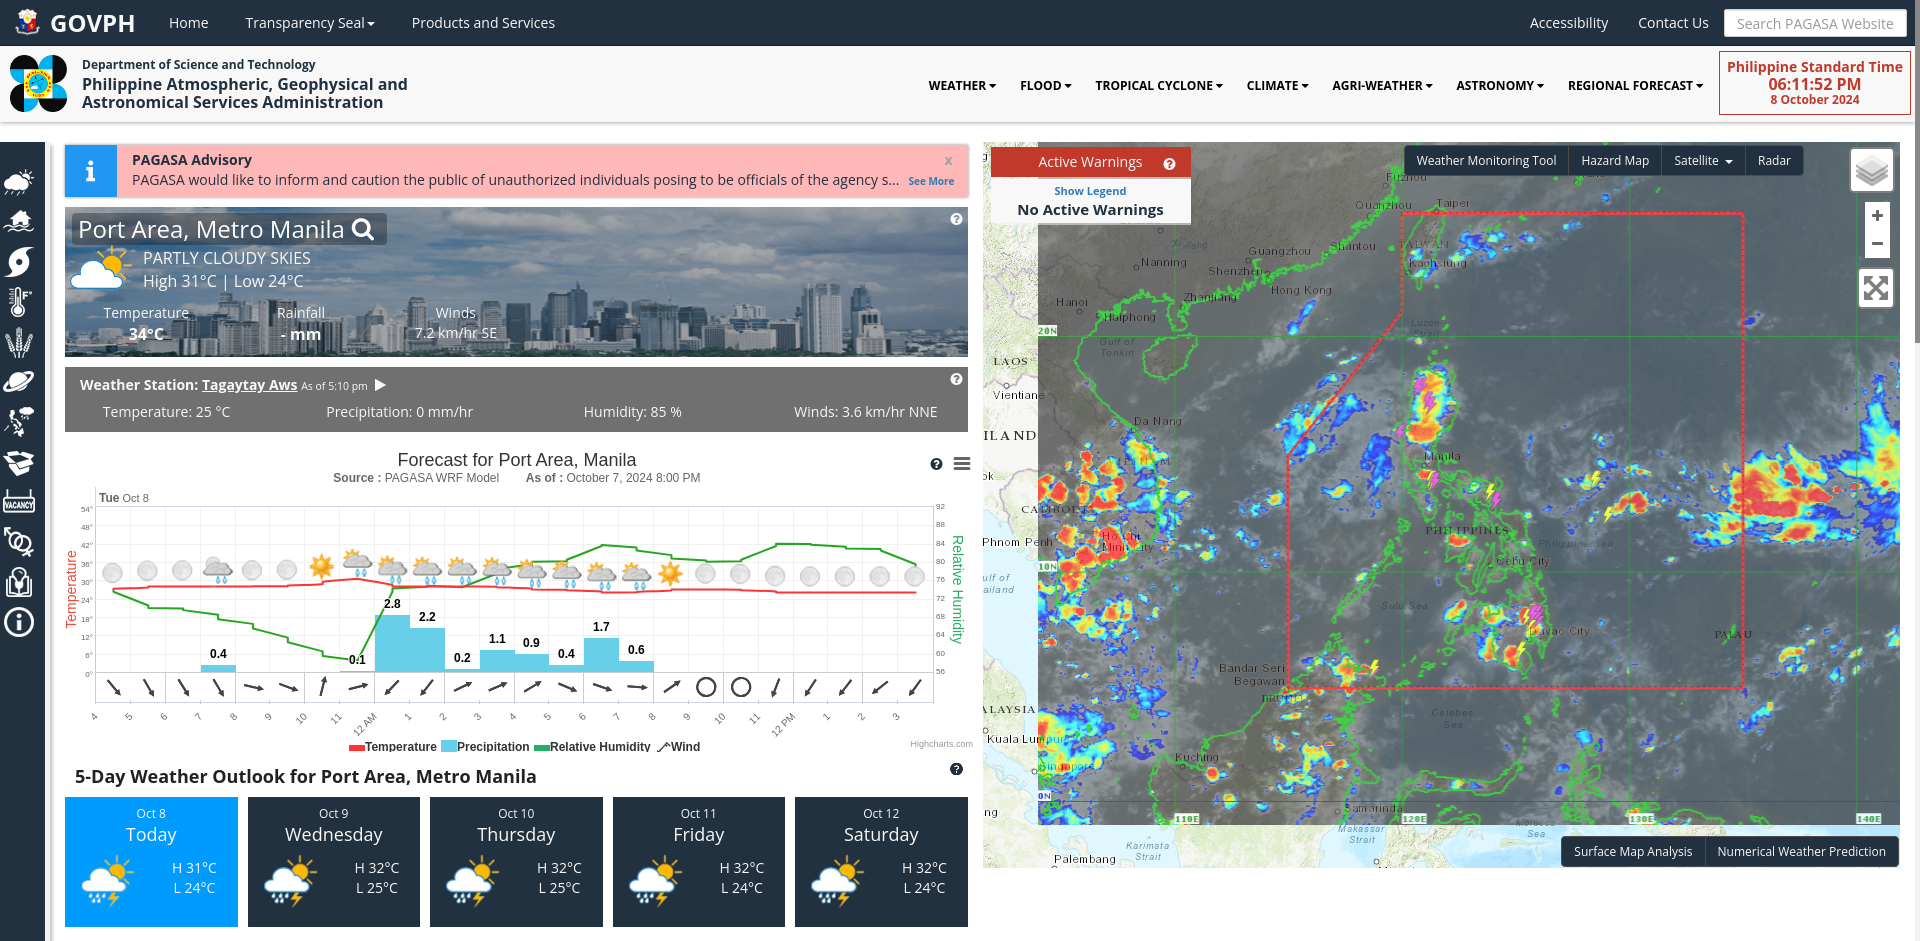 GOVPH
Home
Transparency Seal
Products and Services
Accessibility
Contact Us
Search PAGASA Website
Department of Science and Technology
Philippine Atmospheric, Geophysical and
Astronomical Services Administration
WEATHER
FLOOD
TROPICAL CYCLONE
CLIMATE
AGRI-WEATHER
ASTRONOMY
REGIONAL FORECAST
Philippine Standard Time
06:11:52 PM
8 October 2024
VACANCY
PAGASA Advisory
x
PAGASA would like to inform and caution the public of unauthorized individuals posing to be officials of the agency s... See More
Port Area, Metro Manila
PARTLY CLOUDY SKIES
High 31°C | Low 24°C
Temperature
Rainfall
Winds
34°C
- mm
7.2 km/hr SE
Weather Station: Tagaytay Aws As of 5:10 pm
Temperature: 25 °C
Precipitation: 0 mm/hr
Humidity: 85 %
Winds: 3.6 km/hr NNE
Forecast for Port Area, Manila
Source : PAGASA WRF Model As of : October 7, 2024 8:00 PM
Tue Oct 8
Temperature
54°
48°
42°
36°
30°
24°
18°
12°
6°
0°
0.4
0.1
2.8
2.2
0.2
1.1
0.9
0.4
1.7
0.6
92
88
84
80
76
72
68
64
60
56
Relative Humidity
4 5 6 7 8 9 10 11 12 AM 1 2 3 4 5 6 7 8 9 10 11 12 PM 1 2 3
Temperature Precipitation Relative Humidity Wind
Highcharts.com
5-Day Weather Outlook for Port Area, Metro Manila
Oct 8
Today
H 31°C
L 24°C
Oct 9
Wednesday
H 32°C
L 25°C
Oct 10
Thursday
H 32°C
L 25°C
Oct 11
Friday
H 32°C
L 24°C
Oct 12
Saturday
H 32°C
L 24°C
Active Warnings
Show Legend
No Active Warnings
Weather Monitoring Tool
Hazard Map
Satellite
Radar
+
−
Fuzhou
Quanzhou
Taipei
Xi Jiang
Guangzhou
Shantou
TAIWAN
Nanning
Shenzhen
Kaohsiung
Hanoi
Zhanjiang
Hong Kong
Haiphong
20N
Luzon
Strait
Gulf of
Tonkin
LAOS
Vientiane
Da Nang
ILAND
VIETNAM
Manila
ok
CAMBODIA
PHILIPPINES
Phnom Penh
Ho Chi
Minh City
Philippine Sea
Cebu City
10N
ulf of
ailand
Sulu Sea
Davao City
PALAU
Bandar Seri
Begawan
BRUNEI
ALAYSIA
Celebes
Sea
Kuala Lumpur
Kuching
Singapore
0N
ng
Samarinda
110E
120E
130E
140E
Makassar
Strait
Molucca
Sea
Karimata
Strait
Palembang
Surface Map Analysis
Numerical Weather Prediction